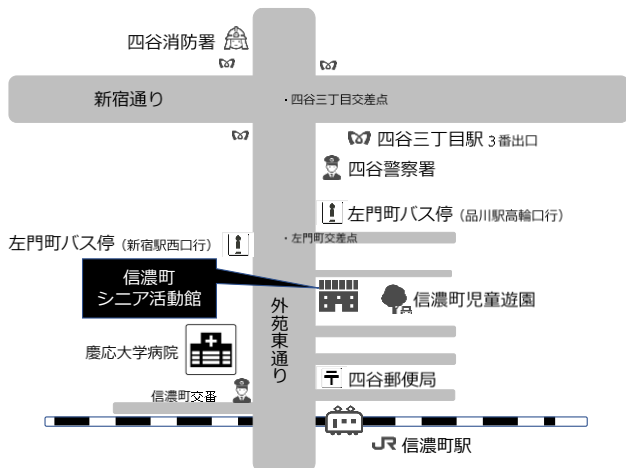 四谷消防署
新宿通り
・四谷三丁目交差点
四谷三丁目駅 3番出口
四谷警察署
左門町バス停（品川駅高輪口行）
・左門町交差点
左門町バス停（新宿駅西口行）
信濃町
シニア活動館
外苑東通り
信濃町児童遊園
慶応大学病院
〒 四谷郵便局
信濃町交番
JR 信濃町駅